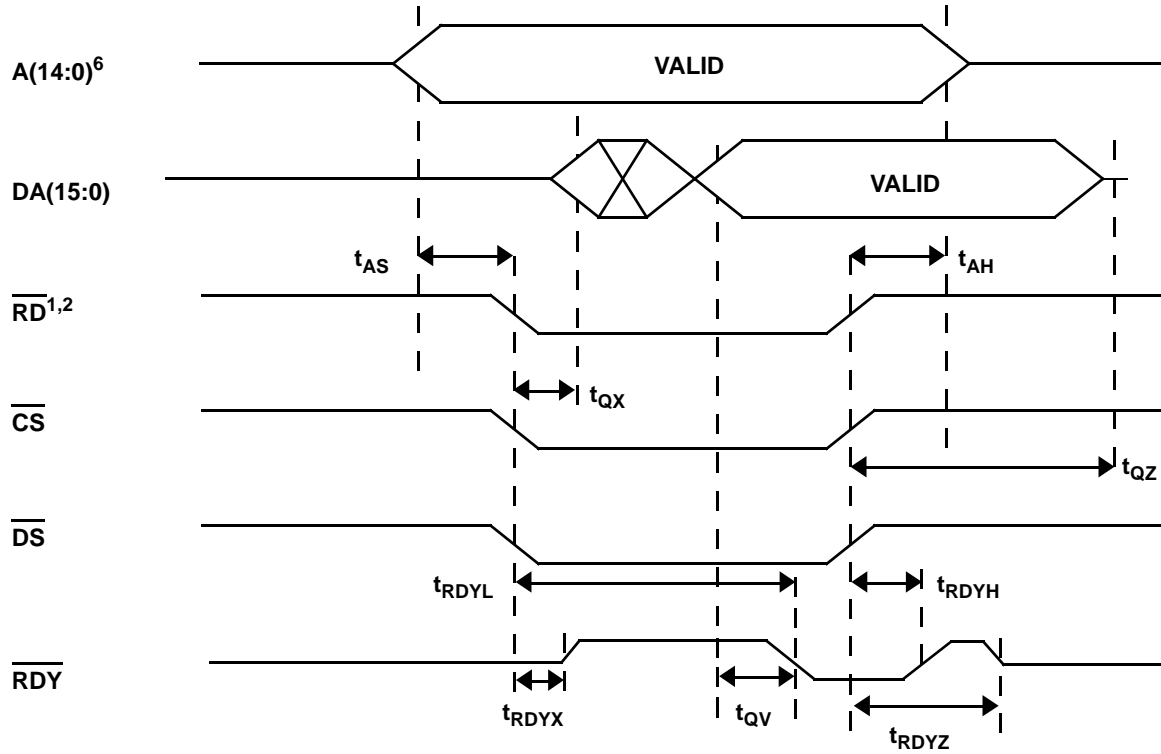 A(14:0)⁶
VALID
DA(15:0)
VALID
tAS
tAH
RD1,2
tQX
CS
tQZ
DS
tRDYL
tRDYH
RDY
tRDYX
tQV
tRDYZ